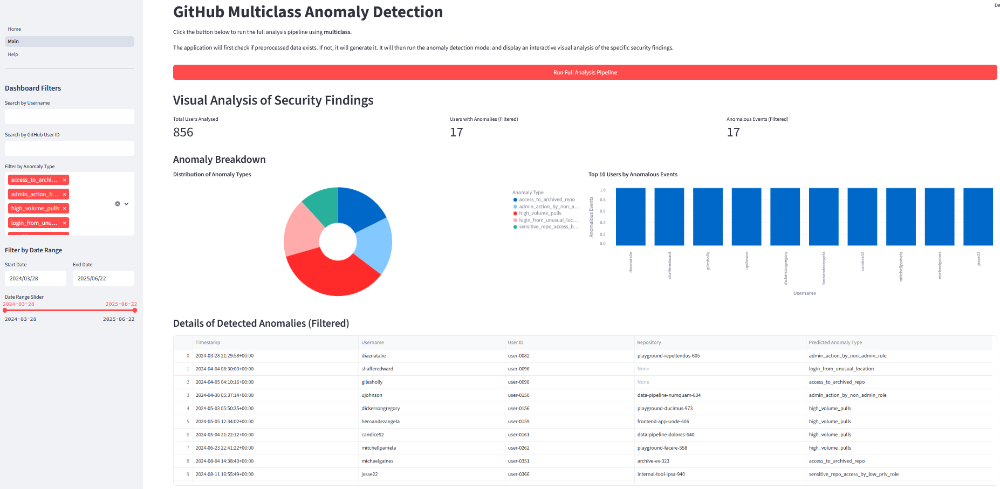 De
Home
Main
Help
Dashboard Filters
Search by Username
Search by GitHub User ID
Filter by Anomaly Type
access_to_archi... ×
admin_action_b... ×
high_volume_pulls ×
login_from_unu... ×
Filter by Date Range
Start Date End Date
2024/03/28 2025/06/22
Date Range Slider
2024-03-28 2025-06-22
2024-03-28 2025-06-22
GitHub Multiclass Anomaly Detection
Click the button below to run the full analysis pipeline using multiclass.
The application will first check if preprocessed data exists. If not, it will generate it. It will then run the anomaly detection model and display an interactive visual analysis of the specific security findings.
Run Full Analysis Pipeline
Visual Analysis of Security Findings
Total Users Analysed Users with Anomalies (Filtered) Anomalous Events (Filtered)
856 17 17
Anomaly Breakdown
Distribution of Anomaly Types
Anomaly Type
access_to_archived_repo
admin_action_by_non_a...
high_volume_pulls
login_from_unusual_loc...
sensitive_repo_access_b...
Top 10 Users by Anomalous Events
Anomalous Events
1.0
0.8
0.6
0.4
0.2
0.0
diaznatalie
shafferedward
gilesholly
ujohnson
dickersongregory
hernandezangela
candice52
mitchellpamela
michaelgaines
jesse22
Username
Details of Detected Anomalies (Filtered)
Timestamp Username User ID Repository Predicted Anomaly Type
0 2024-03-28 21:29:58+00:00 diaznatalie user-0082 playground-repellendus-605 admin_action_by_non_admin_role
1 2024-04-04 08:30:03+00:00 shafferedward user-0096 None login_from_unusual_location
2 2024-04-05 04:10:16+00:00 gilesholly user-0098 None access_to_archived_repo
3 2024-04-30 05:37:14+00:00 ujohnson user-0150 data-pipeline-numquam-634 admin_action_by_non_admin_role
4 2024-05-03 05:50:35+00:00 dickersongregory user-0156 playground-ducimus-973 high_volume_pulls
5 2024-05-05 12:34:02+00:00 hernandezangela user-0159 frontend-app-unde-606 high_volume_pulls
6 2024-05-04 21:22:12+00:00 candice52 user-0161 data-pipeline-dolores-640 high_volume_pulls
7 2024-06-23 22:41:22+00:00 mitchellpamela user-0262 playground-facere-558 high_volume_pulls
8 2024-08-04 14:38:43+00:00 michaelgaines user-0351 archive-ex-323 access_to_archived_repo
9 2024-08-11 16:55:49+00:00 jesse22 user-0366 internal-tool-ipsa-940 sensitive_repo_access_by_low_priv_role